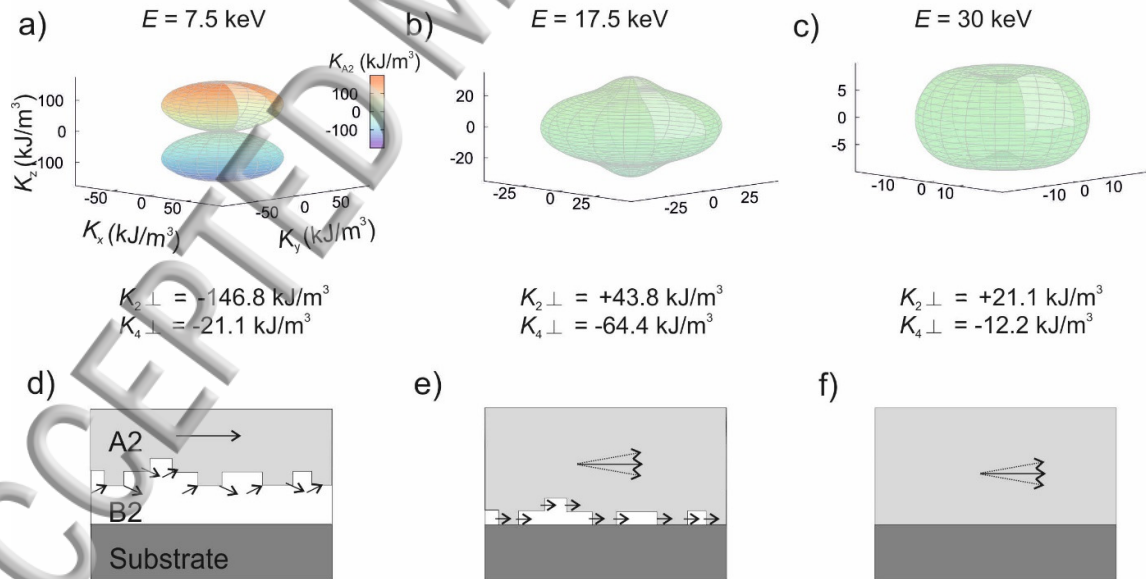 a)
E = 7.5 keV
b)
E = 17.5 keV
c)
E = 30 keV
K_A2
(kJ/m³)
100
0
-100
100
0
-100
K_z (kJ/m³)
-50
0
50
K_x (kJ/m³)
-50
0
50
K_y (kJ/m³)
20
0
-20
-25
0
25
-25
0
25
5
0
-5
-10
0
10
-10
0
10
K₂⊥ = -146.8 kJ/m³
K₄⊥ = -21.1 kJ/m³
K₂⊥ = +43.8 kJ/m³
K₄⊥ = -64.4 kJ/m³
K₂⊥ = +21.1 kJ/m³
K₄⊥ = -12.2 kJ/m³
d)
A2
B2
Substrate
e)
f)
CCEPTED M